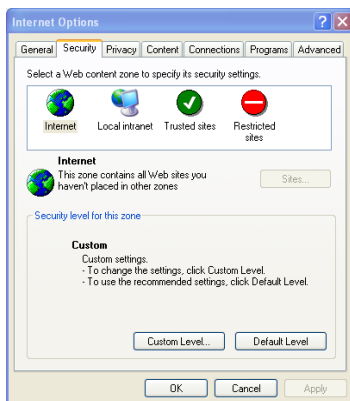 Internet Options
General Security Privacy Content Connections Programs Advanced
Select a Web content zone to specify its security settings.
Internet Local intranet Trusted sites Restricted
sites
Internet
This zone contains all Web sites you
haven't placed in other zones
Sites...
Security level for this zone
Custom
Custom settings.
- To change the settings, click Custom Level.
- To use the recommended settings, click Default Level.
Custom Level... Default Level
OK Cancel Apply